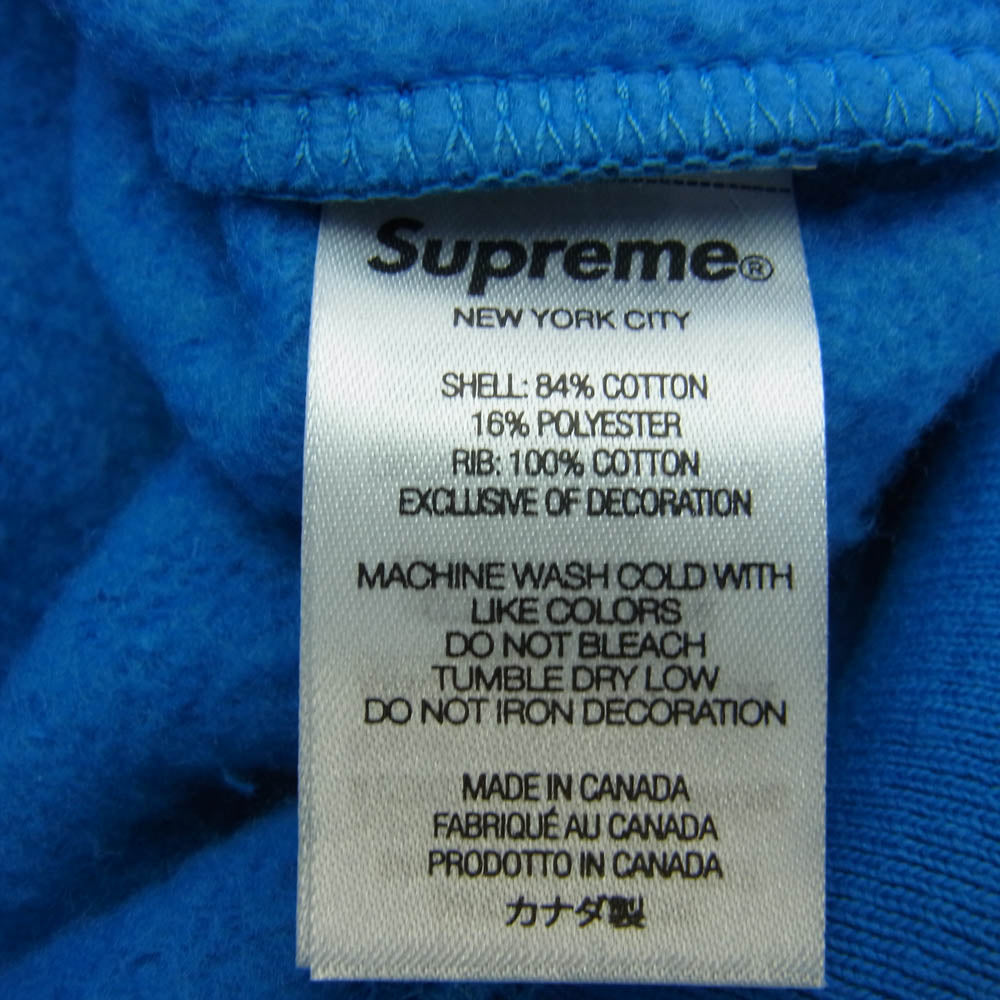 Supreme®
NEW YORK CITY
SHELL: 84% COTTON
16% POLYESTER
RIB: 100% COTTON
EXCLUSIVE OF DECORATION
MACHINE WASH COLD WITH
LIKE COLORS
DO NOT BLEACH
TUMBLE DRY LOW
DO NOT IRON DECORATION
MADE IN CANADA
FABRIQUÉ AU CANADA
PRODOTTO IN CANADA
カナダ製